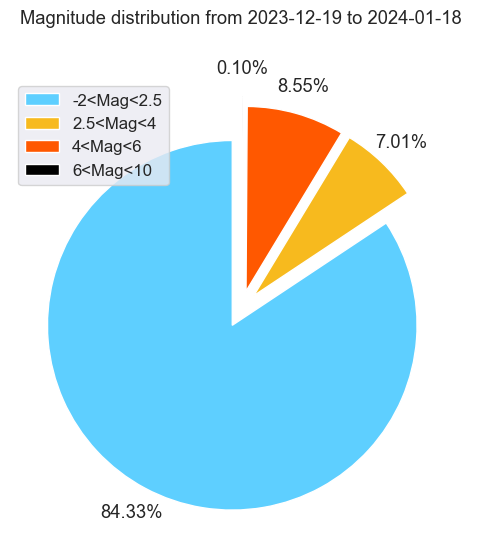 Magnitude distribution from 2023-12-19 to 2024-01-18
0.10%
8.55%
-2<Mag<2.5
2.5<Mag<4
4<Mag<6
6<Mag<10
7.01%
84.33%